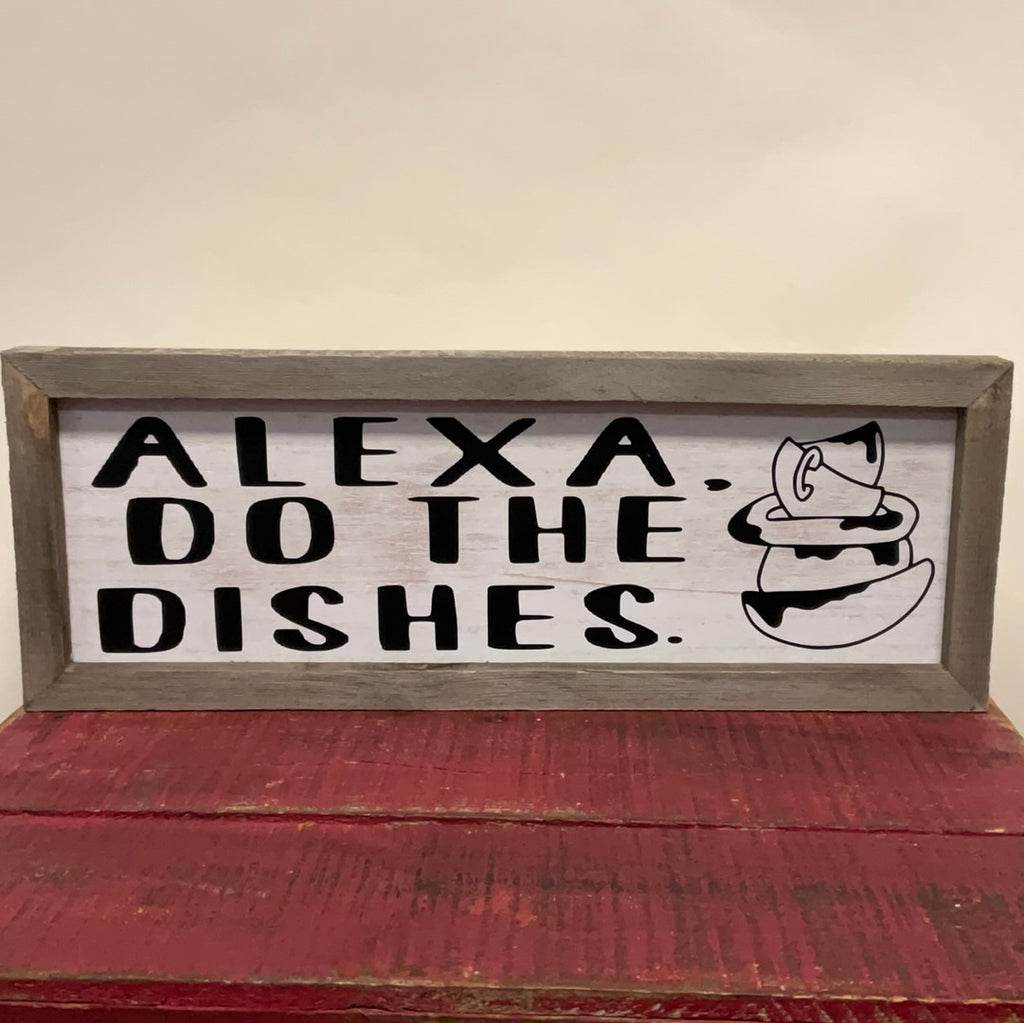 ALEXA.
DO THE
DISHES.